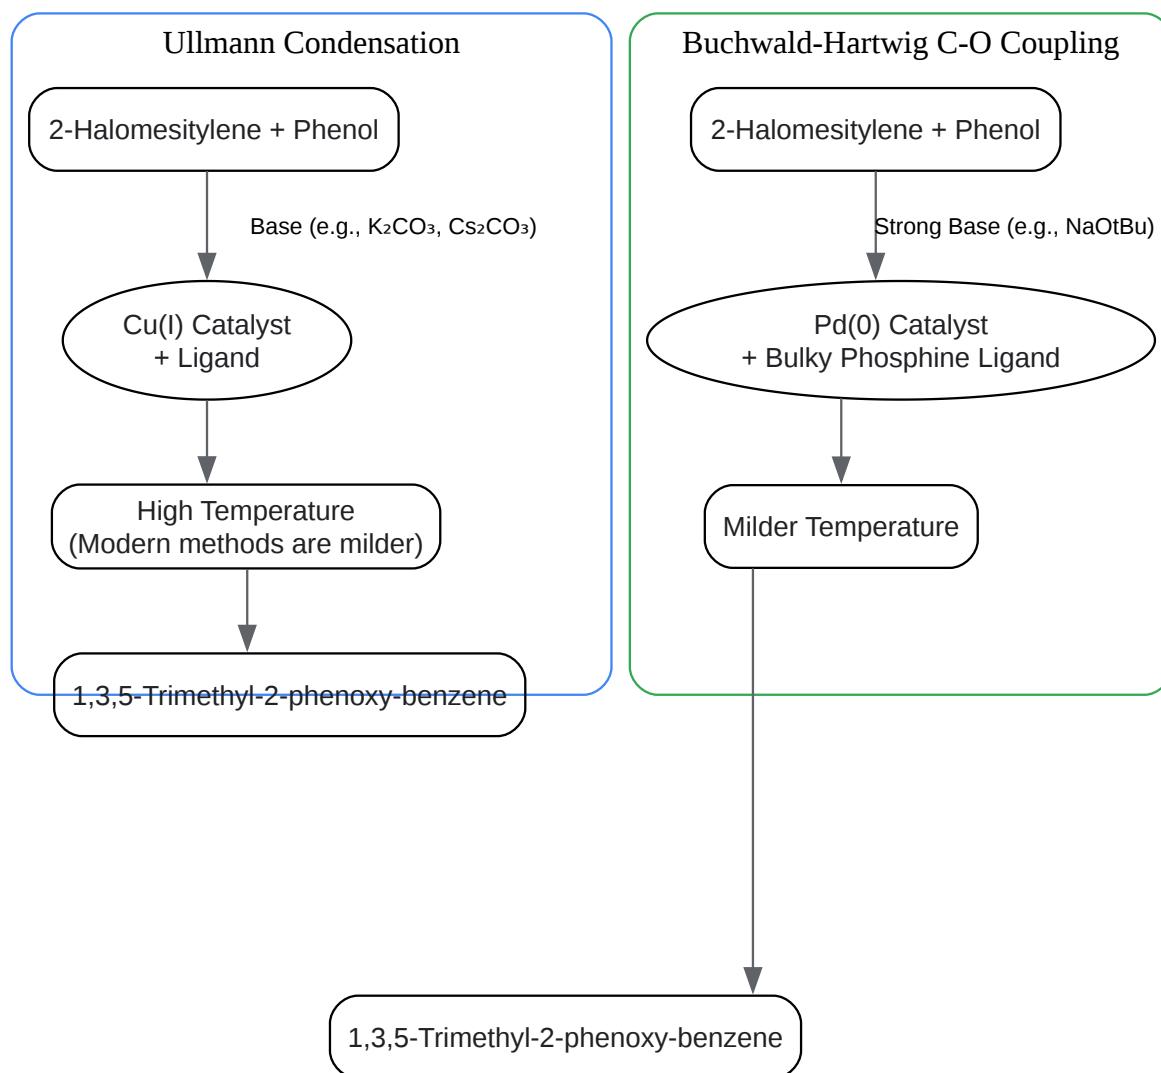 Ullmann Condensation
2-Halomesitylene + Phenol
Base (e.g., K₂CO₃, Cs₂CO₃)
Cu(I) Catalyst
+ Ligand
High Temperature
(Modern methods are milder)
1,3,5-Trimethyl-2-phenoxy-benzene
Buchwald-Hartwig C-O Coupling
2-Halomesitylene + Phenol
Strong Base (e.g., NaOtBu)
Pd(0) Catalyst
+ Bulky Phosphine Ligand
Milder Temperature
1,3,5-Trimethyl-2-phenoxy-benzene